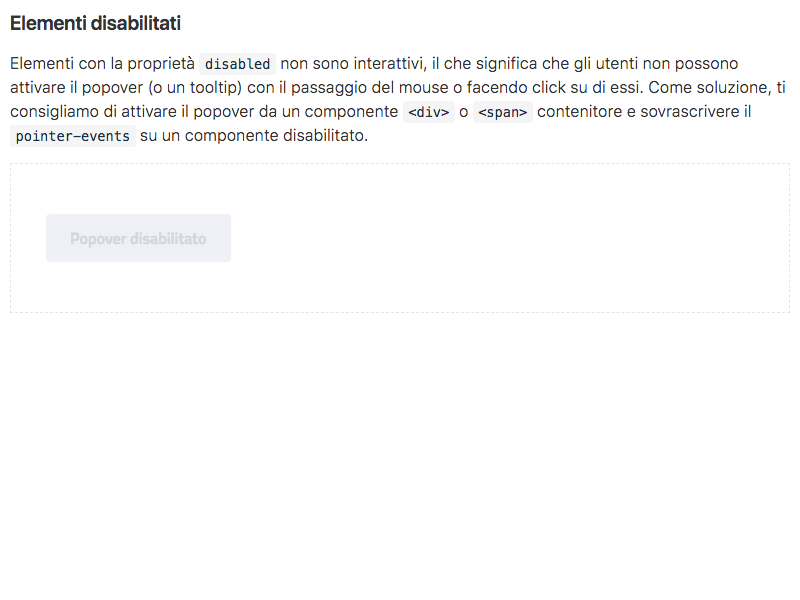 Elementi disabilitati
Elementi con la proprietà disabled non sono interattivi, il che significa che gli utenti non possono
attivare il popover (o un tooltip) con il passaggio del mouse o facendo click su di essi. Come soluzione, ti
consigliamo di attivare il popover da un componente <div> o <span> contenitore e sovrascrivere il
pointer-events su un componente disabilitato.
Popover disabilitato